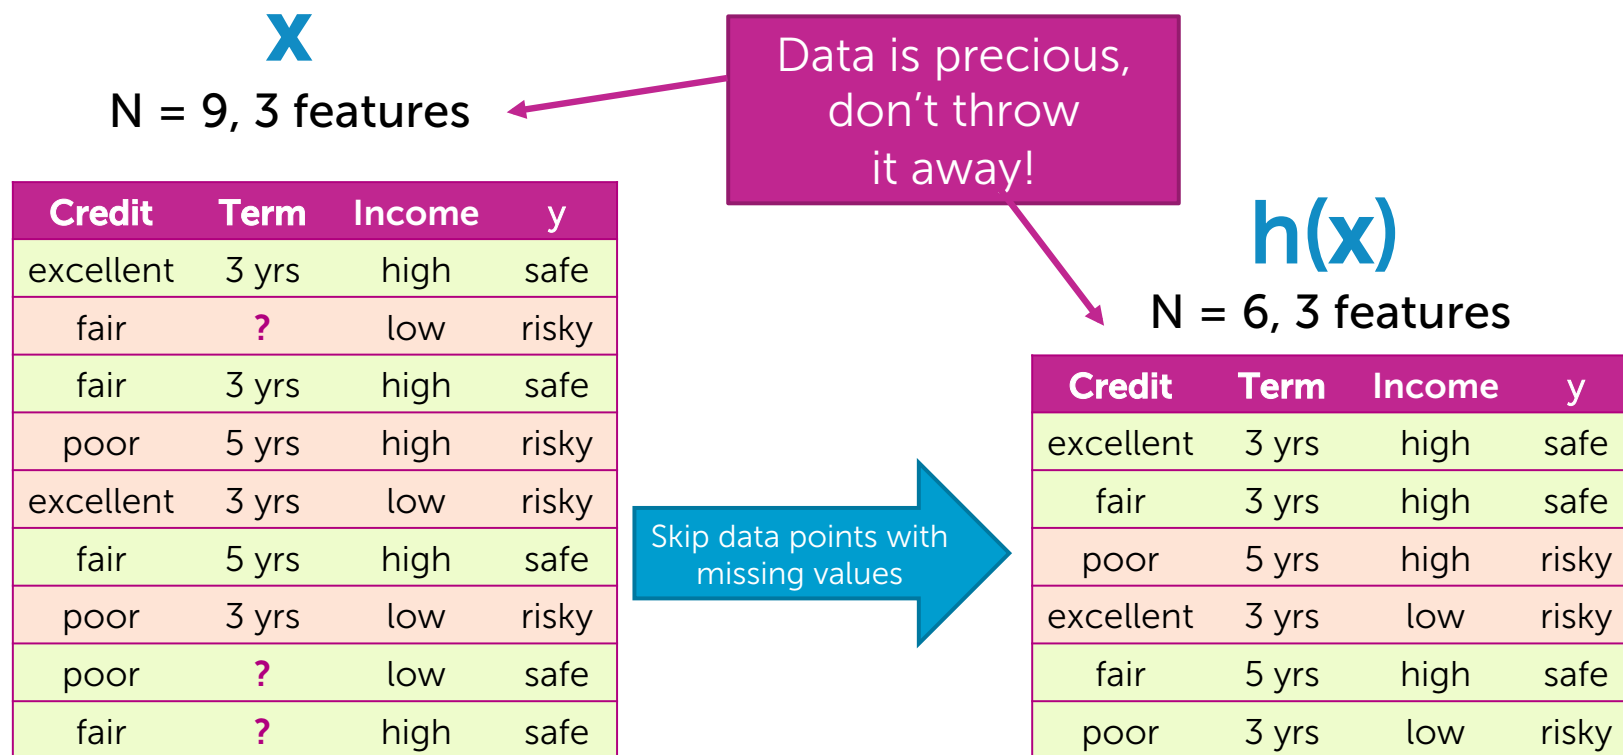 x
N = 9, 3 features
Data is precious,
don't throw
it away!
Credit Term Income y
excellent 3 yrs high safe
fair ? low risky
fair 3 yrs high safe
poor 5 yrs high risky
excellent 3 yrs low risky
fair 5 yrs high safe
poor 3 yrs low risky
poor ? low safe
fair ? high safe
Skip data points with
missing values
h(x)
N = 6, 3 features
Credit Term Income y
excellent 3 yrs high safe
fair 3 yrs high safe
poor 5 yrs high risky
excellent 3 yrs low risky
fair 5 yrs high safe
poor 3 yrs low risky